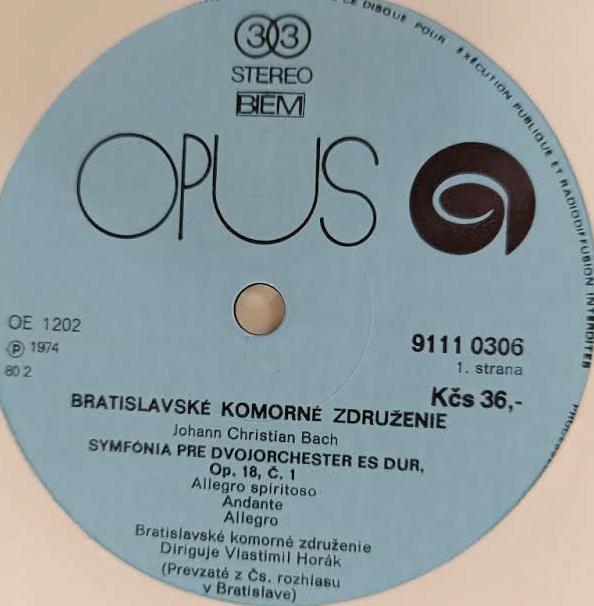 CE DISQUE POUR EXÉCUTION PUBLIQUE ET RADIODIFFUSION INTERDITES
33
STEREO
BIEM
OPUS
OE 1202
℗ 1974
80 2
9111 0306
1. strana
Kčs 36,-
BRATISLAVSKÉ KOMORNÉ ZDRUŽENIE
Johann Christian Bach
SYMFÓNIA PRE DVOJORCHESTER ES DUR,
Op. 18, Č. 1
Allegro spiritoso
Andante
Allegro
Bratislavské komorné združenie
Diriguje Vlastimil Horák
(Prevzaté z Čs. rozhlasu
v Bratislave)